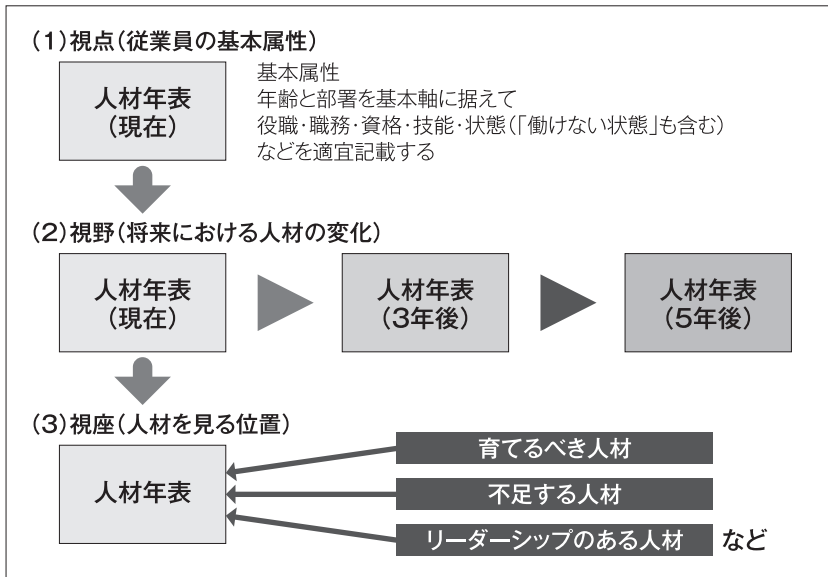 (1)視点(従業員の基本属性)
人材年表
(現在)
基本属性
年齢と部署を基本軸に据えて
役職・職務・資格・技能・状態(「働けない状態」も含む)
などを適宜記載する
(2)視野(将来における人材の変化)
人材年表
(現在)
人材年表
(3年後)
人材年表
(5年後)
(3)視座(人材を見る位置)
人材年表
育てるべき人材
不足する人材
リーダーシップのある人材 など